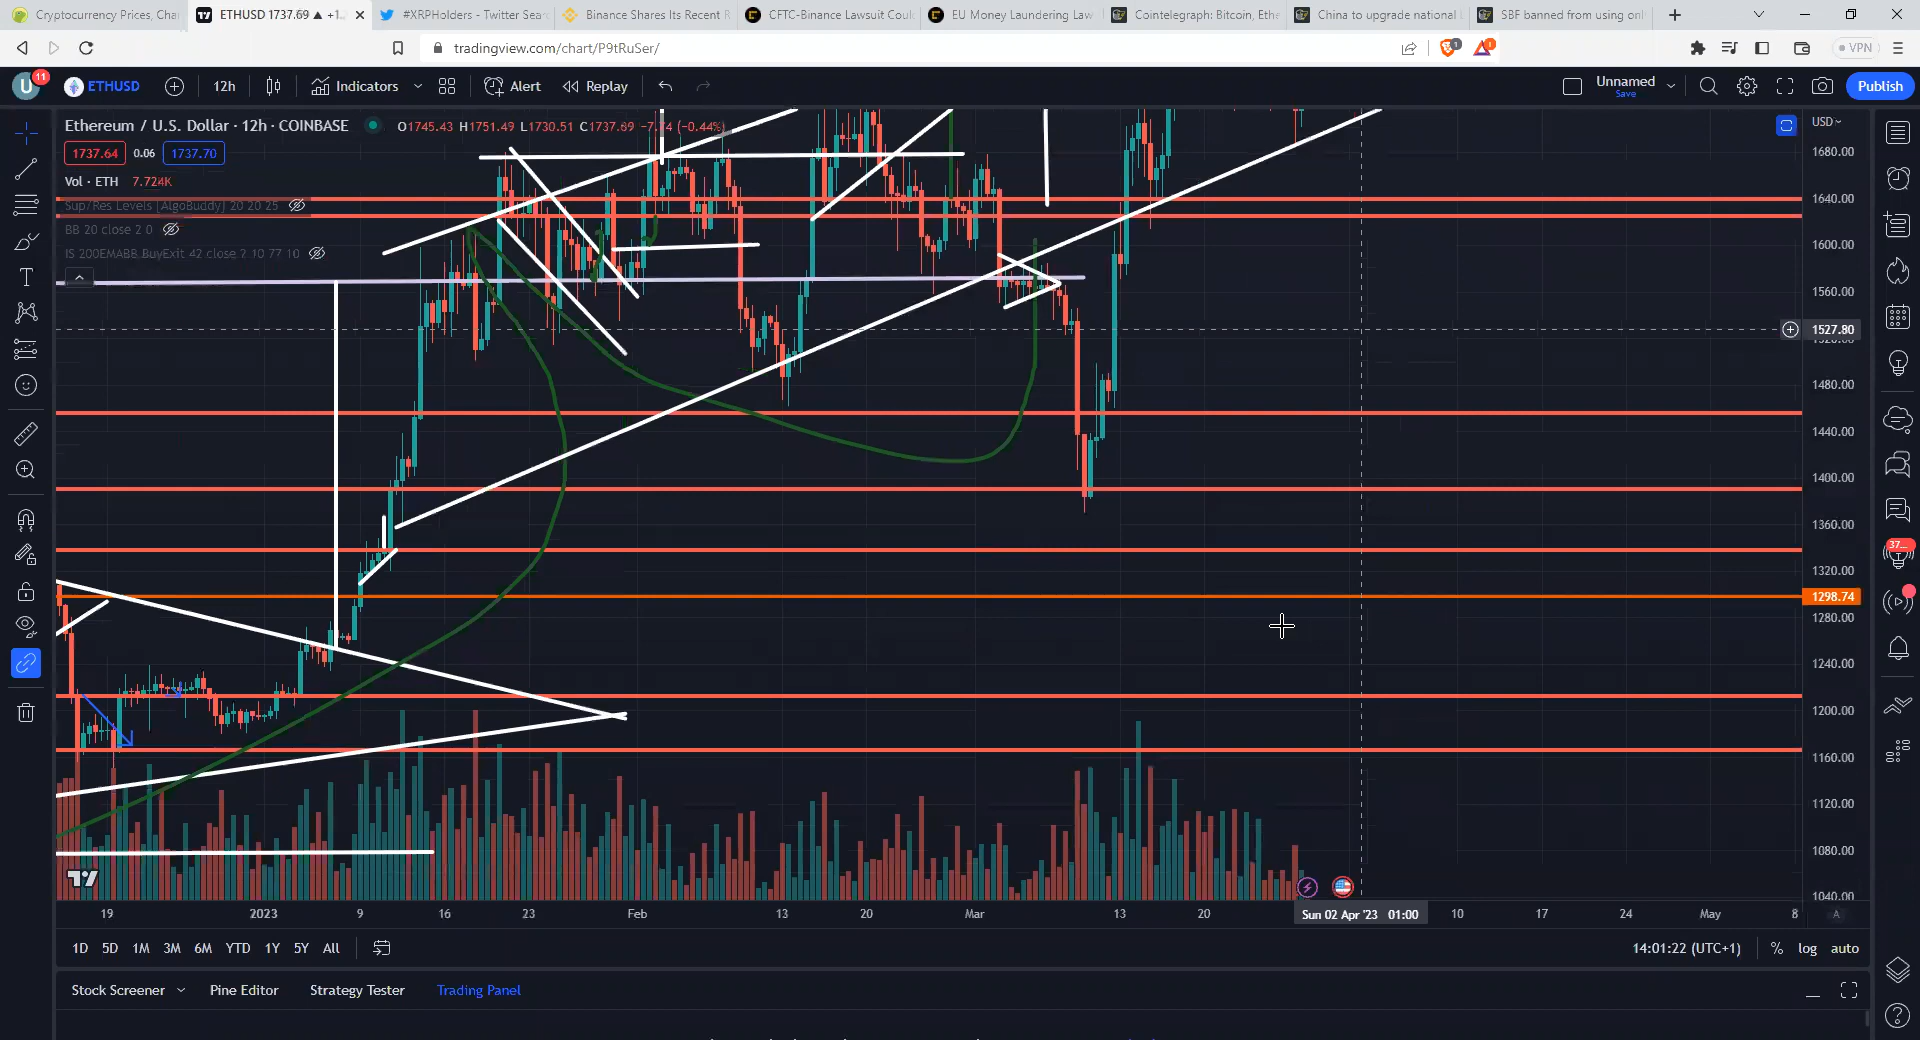 Cryptocurrency Prices, Cha
ETHUSD 1737.69 ▲ +1.
#XRPHolders - Twitter Sear
Binance Shares Its Recent R
CFTC-Binance Lawsuit Coul
EU Money Laundering Law
Cointelegraph: Bitcoin, Ethe
China to upgrade national
SBF banned from using onl
tradingview.com/chart/P9tRuSer/
1
1
VPN
U
11
ETHUSD
12h
Indicators
Alert
Replay
Unnamed
Save
Publish
Ethereum / U.S. Dollar · 12h · COINBASE
O1745.43 H1751.49 L1730.51 C1737.69 -7.74 (-0.44%)
USD
1737.64
0.06
1737.70
Vol · ETH 7.724K
Sup/Res Levels [AlgoBuddy] 20 20 25
BB 20 close 2 0
IS 200EMABB BuyExit 42 close 2 10 77 10
1680.00
1640.00
1600.00
1560.00
1527.80
1520.00
1480.00
1440.00
1400.00
1360.00
1320.00
1298.74
1280.00
1240.00
1200.00
1160.00
1120.00
1080.00
1040.00
37...
19
2023
9
16
23
Feb
13
20
Mar
13
20
Sun 02 Apr '23 01:00
10
17
24
May
8
A
1D 5D 1M 3M 6M YTD 1Y 5Y All
14:01:22 (UTC+1)
% log auto
Stock Screener
Pine Editor
Strategy Tester
Trading Panel